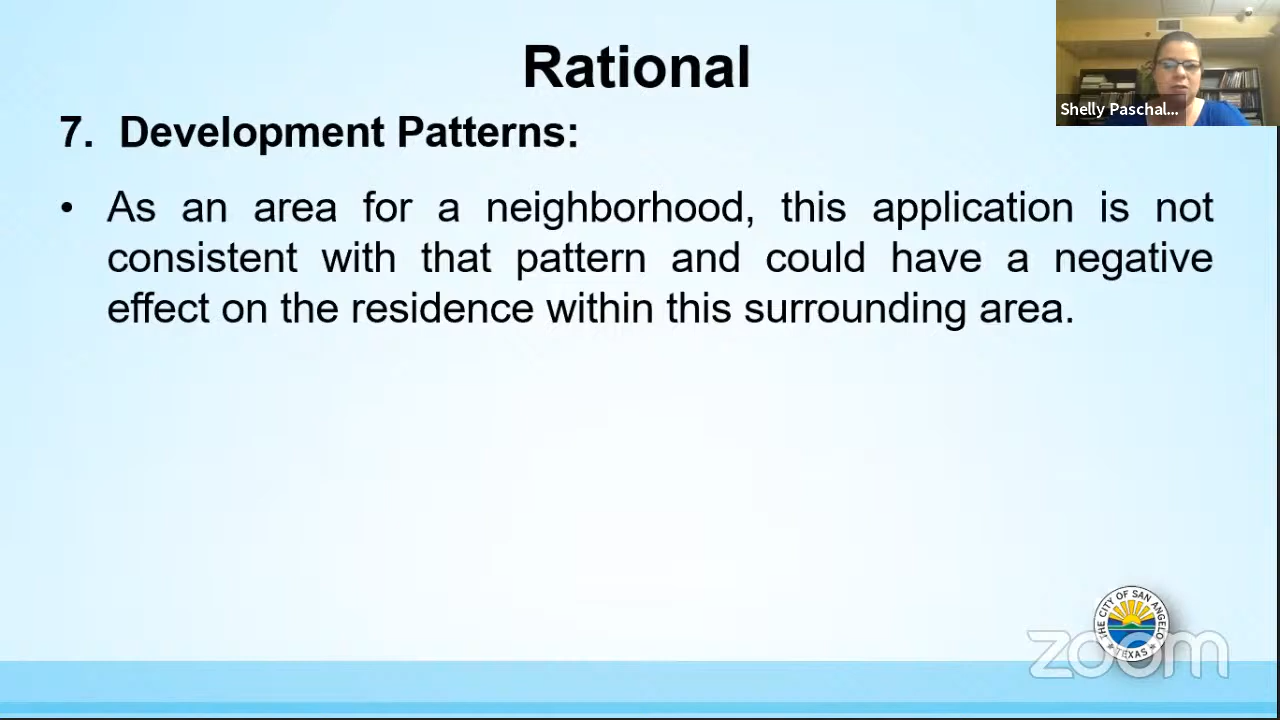 Rational
Shelly Paschal...
7. Development Patterns:
• As an area for a neighborhood, this application is not
consistent with that pattern and could have a negative
effect on the residence within this surrounding area.
THE CITY OF SAN ANGELO
TEXAS
zoom